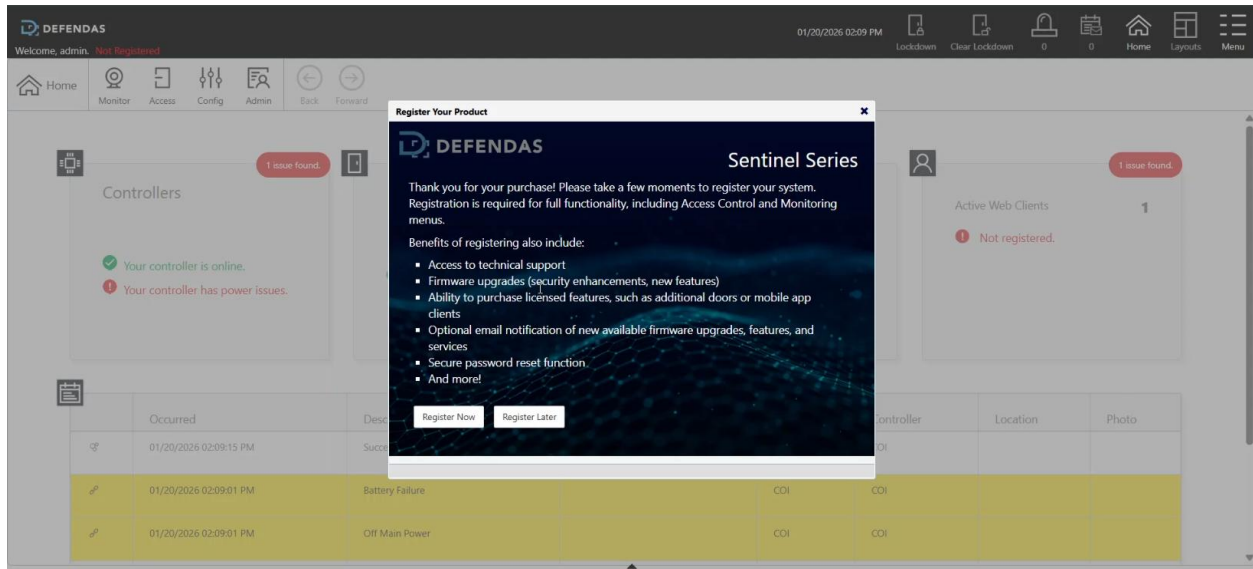 DEFENDAS
Welcome, admin. Not Registered
01/20/2026 02:09 PM
Lockdown
Clear Lockdown
0
0
Home
Layouts
Menu
Home
Monitor
Access
Config
Admin
Back
Forward
Register Your Product
DEFENDAS
Sentinel Series
Thank you for your purchase! Please take a few moments to register your system.
Registration is required for full functionality, including Access Control and Monitoring
menus.
Benefits of registering also include:
Access to technical support
Firmware upgrades (security enhancements, new features)
Ability to purchase licensed features, such as additional doors or mobile app
clients
Optional email notification of new available firmware upgrades, features, and
services
Secure password reset function
And more!
Register Now
Register Later
1 issue found.
Controllers
Your controller is online.
Your controller has power issues.
1 issue found.
Active Web Clients 1
Not registered.
Occurred Desc ontroller Location Photo
01/20/2026 02:09:15 PM Succe COI
01/20/2026 02:09:01 PM Battery Failure COI COI
01/20/2026 02:09:01 PM Off Main Power COI COI